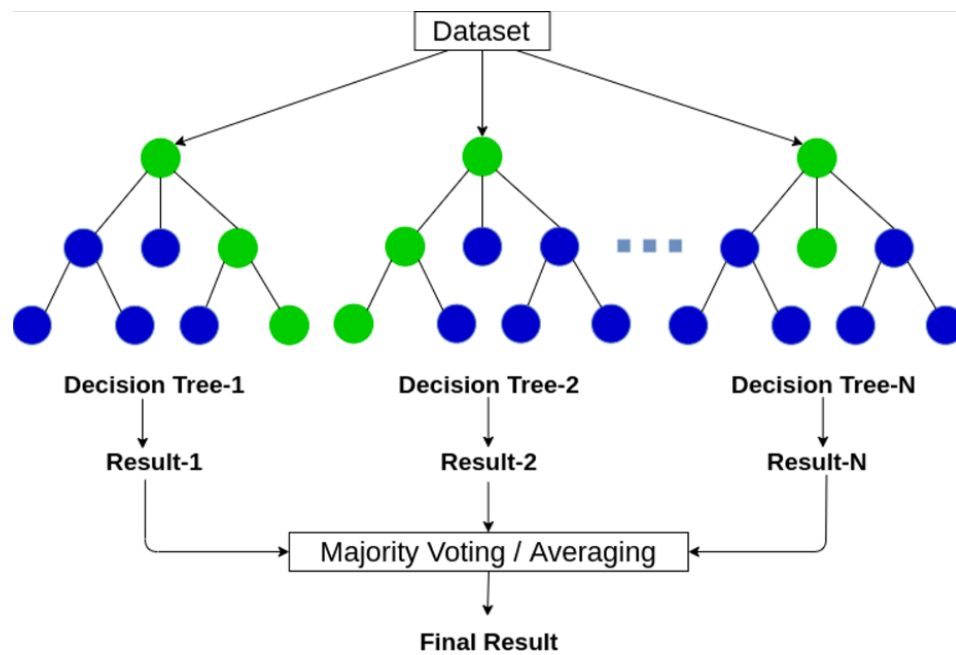 Dataset
Decision Tree-1
Decision Tree-2
Decision Tree-N
Result-1
Result-2
Result-N
Majority Voting / Averaging
Final Result